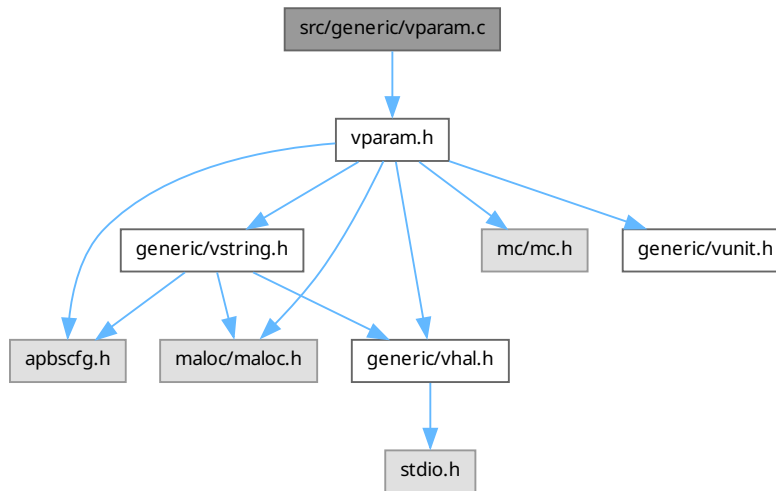 src/generic/vparam.c
vparam.h
generic/vstring.h
mc/mc.h
generic/vunit.h
apbscfg.h
maloc/maloc.h
generic/vhal.h
stdio.h